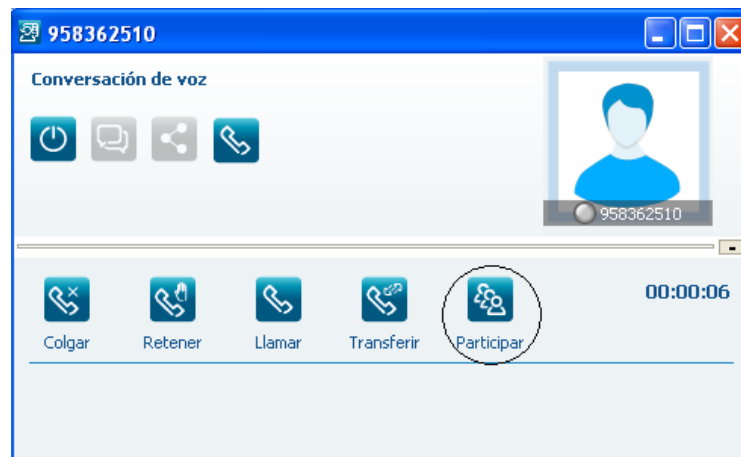 958362510
Conversación de voz
958362510
00:00:06
Colgar Retener Llamar Transferir Participar